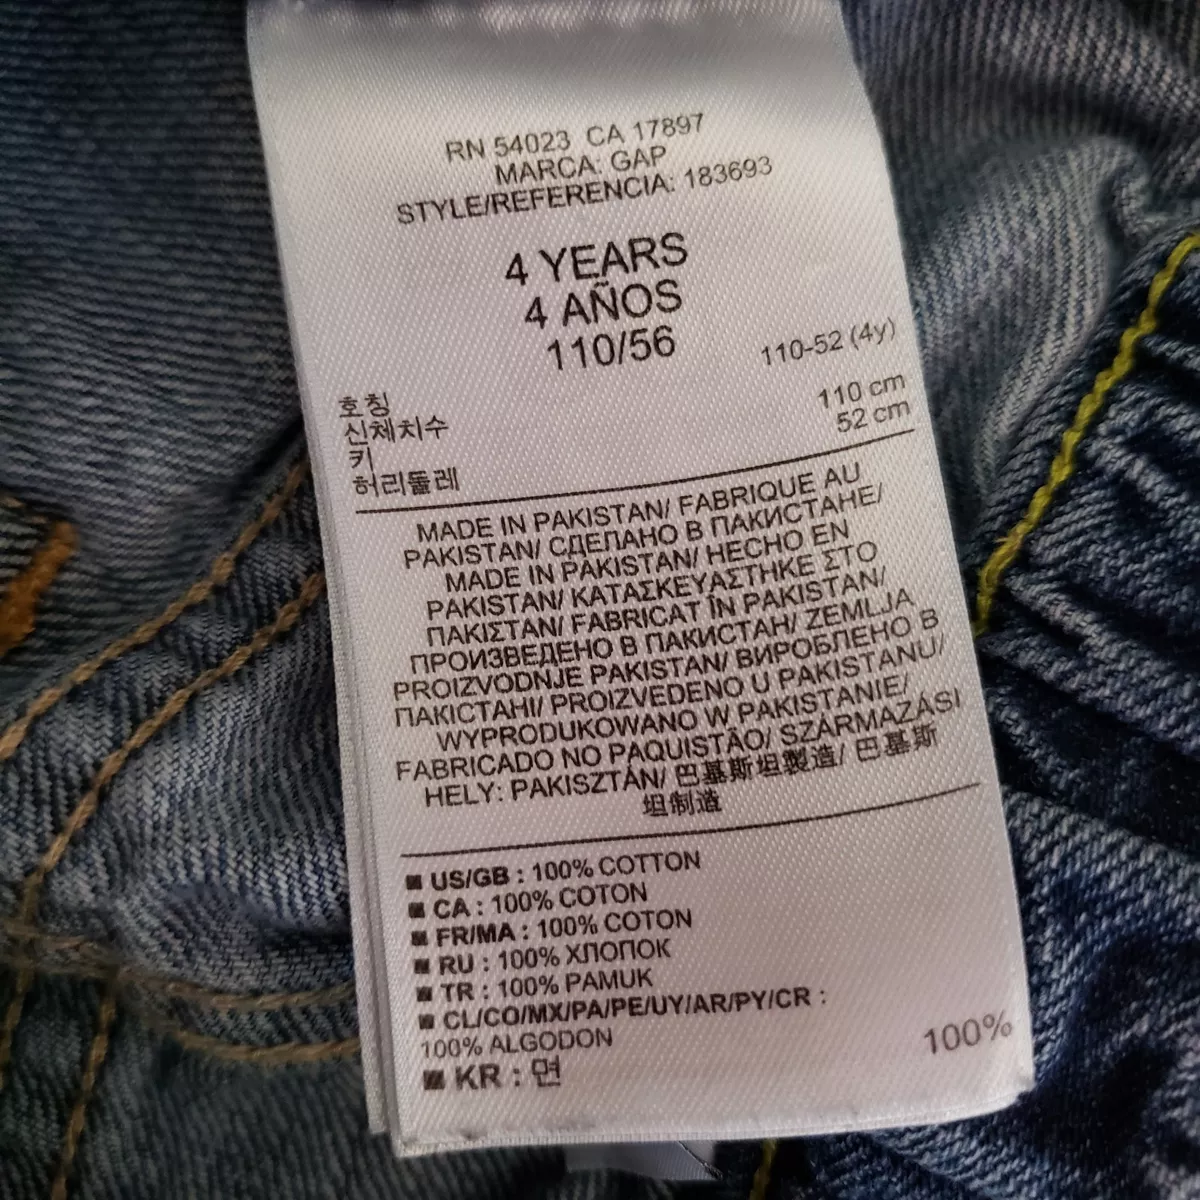 RN 54023 CA 17897
MARCA: GAP
STYLE/REFERENCIA: 183693
4 YEARS
4 AÑOS
110/56
호칭 110-52 (4y)
신체치수
키 110 cm
허리둘레 52 cm
MADE IN PAKISTAN/ FABRIQUE AU
PAKISTAN/ СДЕЛАНО В ПАКИСТАНЕ/
MADE IN PAKISTAN/ HECHO EN
PAKISTAN/ ΚΑΤΑΣΚΕΥΑΣΤΗΚΕ ΣΤΟ
ΠΑΚΙΣΤΑΝ/ FABRICAT ÎN PAKISTAN/
ПРОИЗВЕДЕНО В ПАКИСТАН/ ZEMLJA
PROIZVODNJE PAKISTAN/ ВИРОБЛЕНО В
ПАКІСТАНІ/ PROIZVEDENO U PAKISTANU/
WYPRODUKOWANO W PAKISTANIE/
FABRICADO NO PAQUISTÃO/ SZÁRMAZÁSI
HELY: PAKISZTÁN/ 巴基斯坦製造/ 巴基斯
坦制造
■ US/GB : 100% COTTON
■ CA : 100% COTON
■ FR/MA : 100% COTON
■ RU : 100% ХЛОПОК
■ TR : 100% PAMUK
■ CL/CO/MX/PA/PE/UY/AR/PY/CR :
100% ALGODON
■ KR : 면 100%